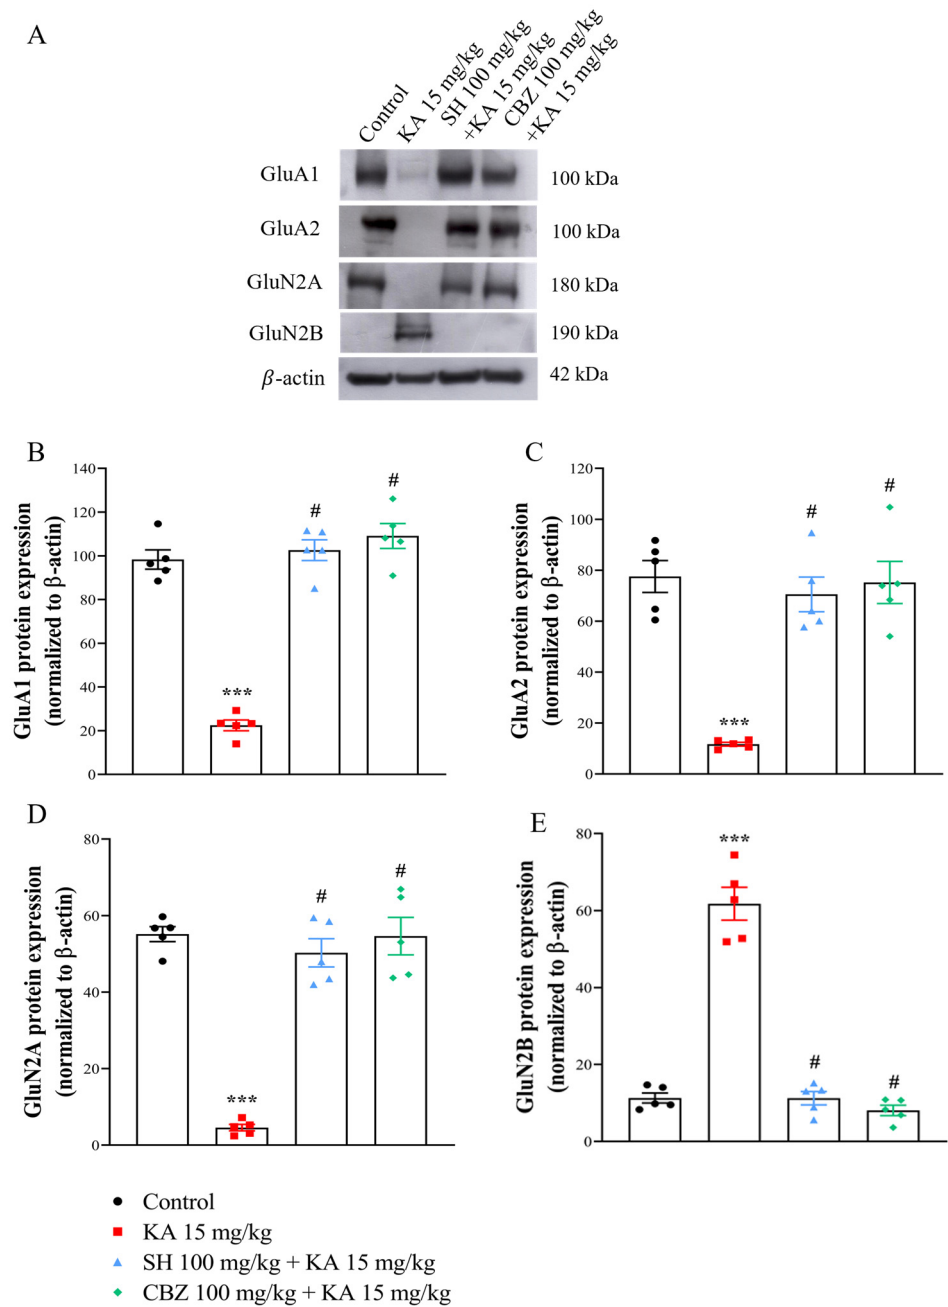 A
Control
KA 15 mg/kg
SH 100 mg/kg
+KA 15 mg/kg
CBZ 100 mg/kg
+KA 15 mg/kg
GluA1
100 kDa
GluA2
100 kDa
GluN2A
180 kDa
GluN2B
190 kDa
β-actin
42 kDa
B
GluA1 protein expression
(normalized to β-actin)
140
120
100
80
60
40
20
0
***
#
#
C
GluA2 protein expression
(normalized to β-actin)
120
100
80
60
40
20
0
***
#
#
D
GluN2A protein expression
(normalized to β-actin)
80
60
40
20
0
***
#
#
E
GluN2B protein expression
(normalized to β-actin)
80
60
40
20
0
***
#
#
Control
KA 15 mg/kg
SH 100 mg/kg + KA 15 mg/kg
CBZ 100 mg/kg + KA 15 mg/kg